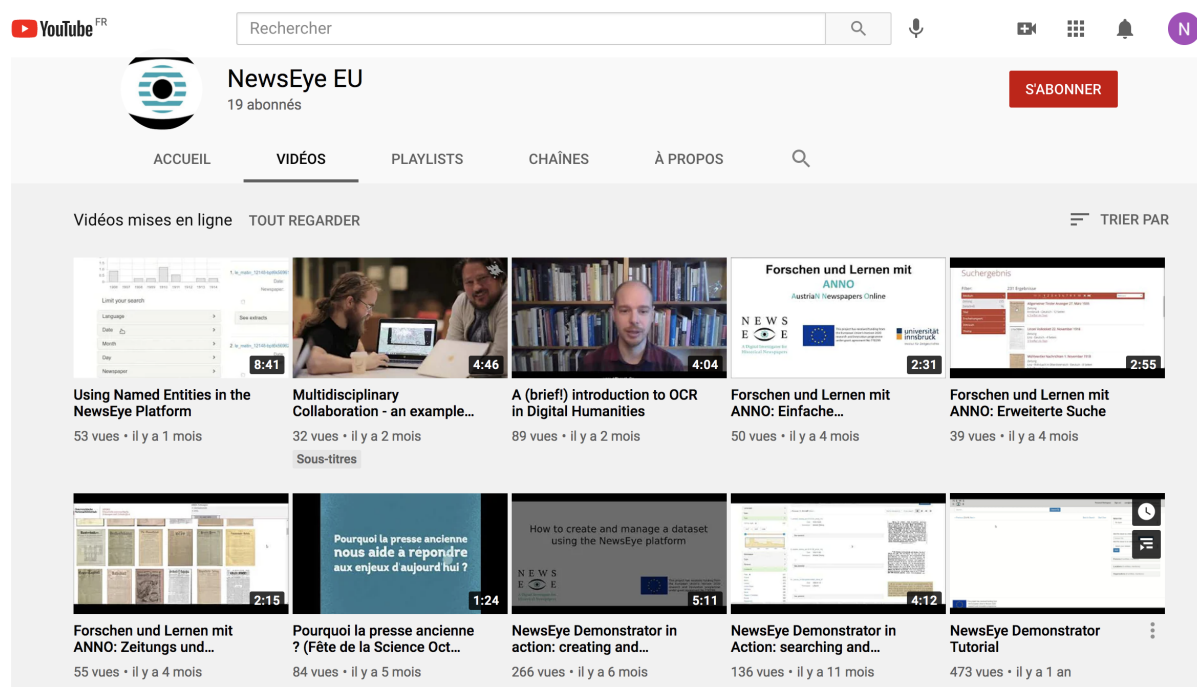 YouTube FR
Rechercher
N
NewsEye EU
19 abonnés
S'ABONNER
ACCUEIL VIDÉOS PLAYLISTS CHAÎNES À PROPOS
Vidéos mises en ligne TOUT REGARDER TRIER PAR
Limit your search
Language
Date
Month
Day
Newspaper
See extracts
Date:
Newspaper:
8:41
4:46
4:04
Forschen und Lernen mit
ANNO
AustriaN Newspapers Online
NEWS
EYE
universität
innsbruck
2:31
Suchergebnis
2:55
Using Named Entities in the
NewsEye Platform
53 vues • il y a 1 mois
Multidisciplinary
Collaboration - an example...
32 vues • il y a 2 mois
Sous-titres
A (brief!) introduction to OCR
in Digital Humanities
89 vues • il y a 2 mois
Forschen und Lernen mit
ANNO: Einfache...
50 vues • il y a 4 mois
Forschen und Lernen mit
ANNO: Erweiterte Suche
39 vues • il y a 4 mois
2:15
Pourquoi la presse ancienne
nous aide à répondre
aux enjeux d'aujourd'hui ?
1:24
How to create and manage a dataset
using the NewsEye platform
NEWS
EYE
5:11
4:12
Forschen und Lernen mit
ANNO: Zeitungs und...
55 vues • il y a 4 mois
Pourquoi la presse ancienne
? (Fête de la Science Oct...
84 vues • il y a 5 mois
NewsEye Demonstrator in
action: creating and...
266 vues • il y a 6 mois
NewsEye Demonstrator in
Action: searching and...
136 vues • il y a 11 mois
NewsEye Demonstrator
Tutorial
473 vues • il y a 1 an